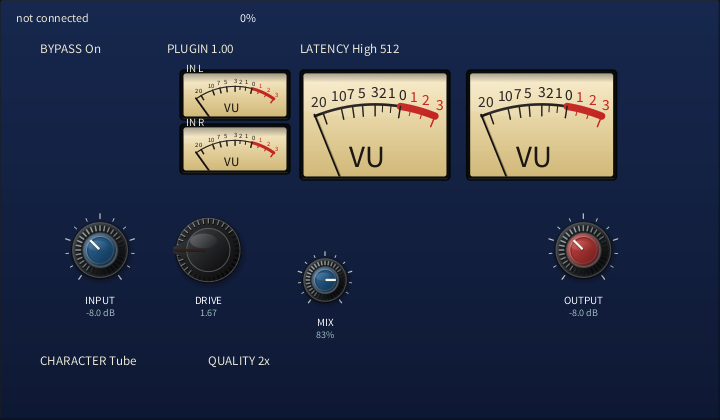 not connected 0%
BYPASS On PLUGIN 1.00 LATENCY High 512
IN L
20 10 7 5 3 2 1 0 1 2 3
VU
IN R
20 10 7 5 3 2 1 0 1 2 3
VU
20 10 7 5 3 2 1 0 1 2 3
VU
20 10 7 5 3 2 1 0 1 2 3
VU
INPUT
-8.0 dB
DRIVE
1.67
MIX
83%
OUTPUT
-8.0 dB
CHARACTER Tube QUALITY 2x